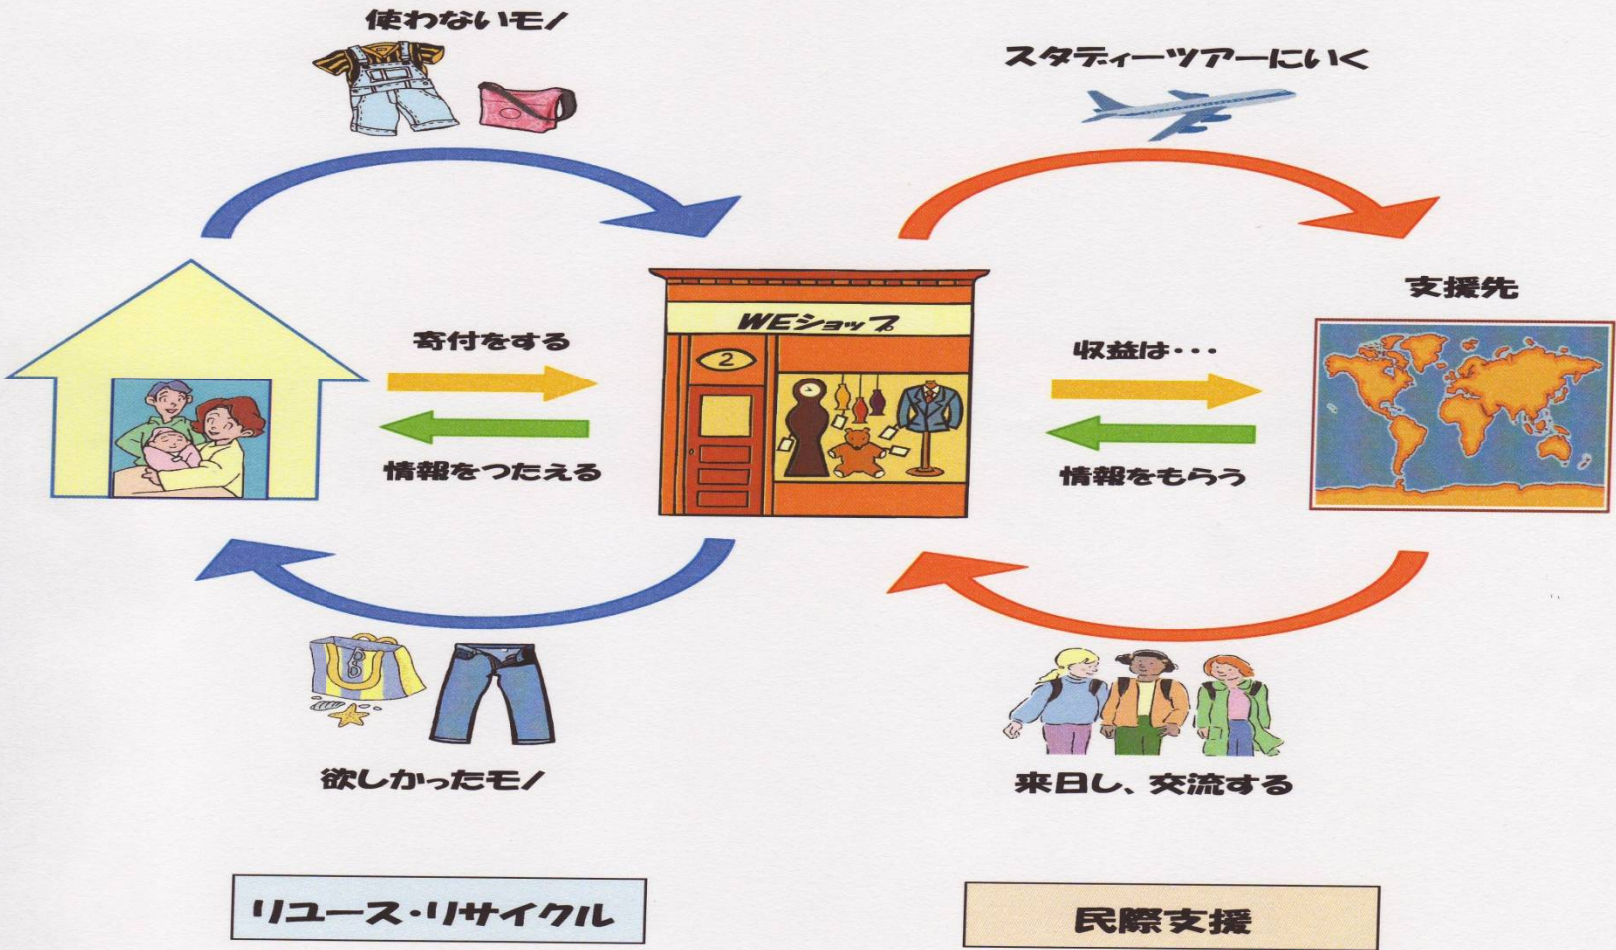 使わないモノ
スタディーツアーにいく
支援先
WEショップ
2
寄付をする
収益は・・・
情報をつたえる
情報をもらう
欲しかったモノ
来日し、交流する
リユース・リサイクル
民際支援